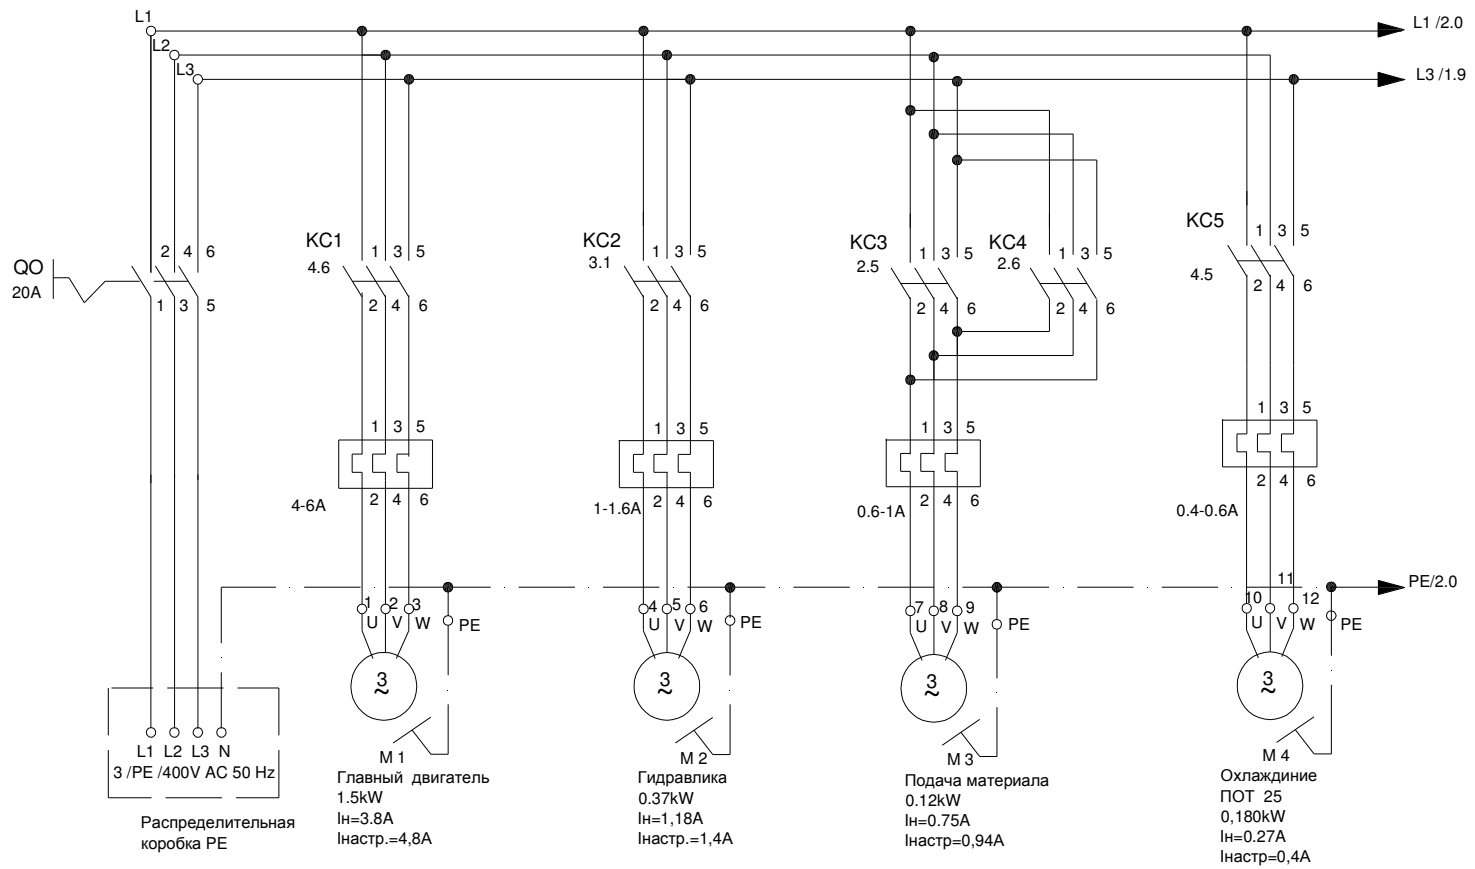 L1
L1 /2.0
L2
L3
L3 /1.9
KC1
4.6
1 3 5
2 4 6
KC2
3.1
1 3 5
2 4 6
KC3
2.5
1 3 5
2 4 6
KC4
2.6
1 3 5
2 4 6
KC5
4.5
1 3 5
2 4 6
QO
20A
2 4 6
1 3 5
1 3 5
2 4 6
4-6A
1 3 5
2 4 6
1-1.6A
1 3 5
2 4 6
0.6-1A
1 3 5
2 4 6
0.4-0.6A
PE/2.0
1 2 3
U V W PE
4 5 6
U V W PE
7 8 9
U V W PE
10 11 12
U V W PE
3
~
3
~
3
~
3
~
L1 L2 L3 N
3 /PE /400V AC 50 Hz
Распределительная
коробка PE
M 1
Главный двигатель
1.5kW
Iн=3.8A
Iнастр.=4,8A
M 2
Гидравлика
0.37kW
Iн=1,18A
Iнастр.=1,4A
M 3
Подача материала
0.12kW
Iн=0.75A
Iнастр=0,94A
M 4
Охлаждиние
ПОТ 25
0,180kW
Iн=0.27A
Iнастр=0,4A